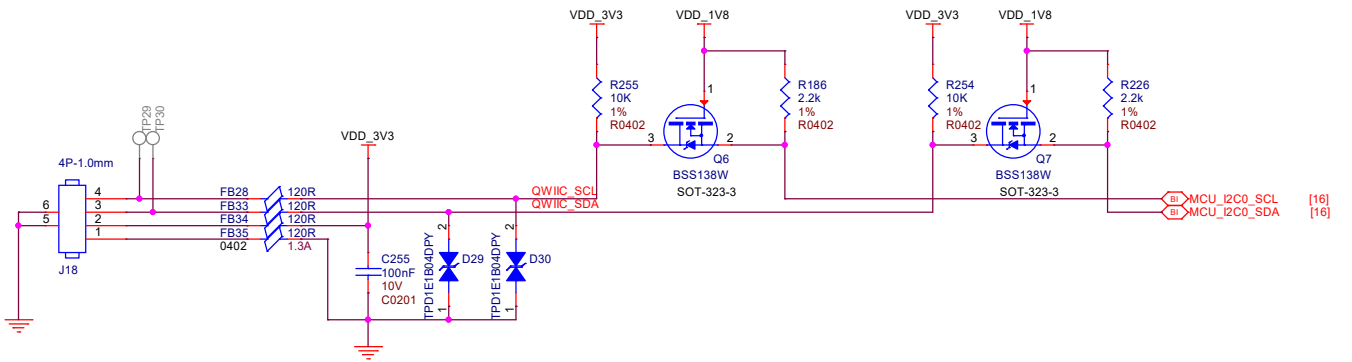 VDD_3V3
VDD_1V8
VDD_3V3
VDD_1V8
R255
10K
1%
R0402
1
R186
2.2k
1%
R0402
R254
10K
1%
R0402
1
R226
2.2k
1%
R0402
3
2
Q6
BSS138W
SOT-323-3
3
2
Q7
BSS138W
SOT-323-3
TP29
TP30
VDD_3V3
4P-1.0mm
4
3
2
1
6
5
J18
FB28 120R
FB33 120R
FB34 120R
FB35 120R
0402 1.3A
QWIIC_SCL
QWIIC_SDA
BI MCU_I2C0_SCL [16]
BI MCU_I2C0_SDA [16]
C255
100nF
10V
C0201
TPD1E1B04DPY
2
1
D29
TPD1E1B04DPY
2
1
D30